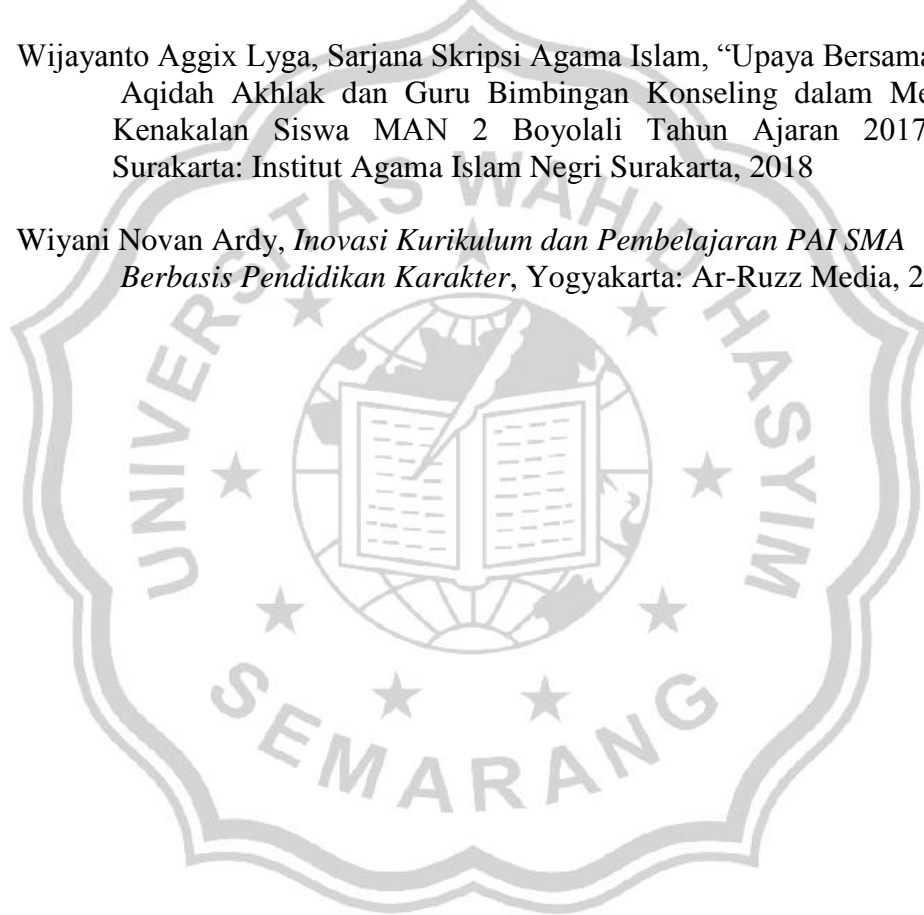 Wijayanto Aggix Lyga, Sarjana Skripsi Agama Islam, “Upaya Bersama
Aqidah Akhlak dan Guru Bimbingan Konseling dalam
Kenakalan Siswa MAN 2 Boyolali Tahun Ajaran 2017
Surakarta: Institut Agama Islam Negri Surakarta, 2018
Wiyani Novan Ardy, Inovasi Kurikulum dan Pembelajaran PAI SMA
Berbasis Pendidikan Karakter, Yogyakarta: Ar-Ruzz Media,
UNIVERSITAS WAHID HASYIM
SEMARANG